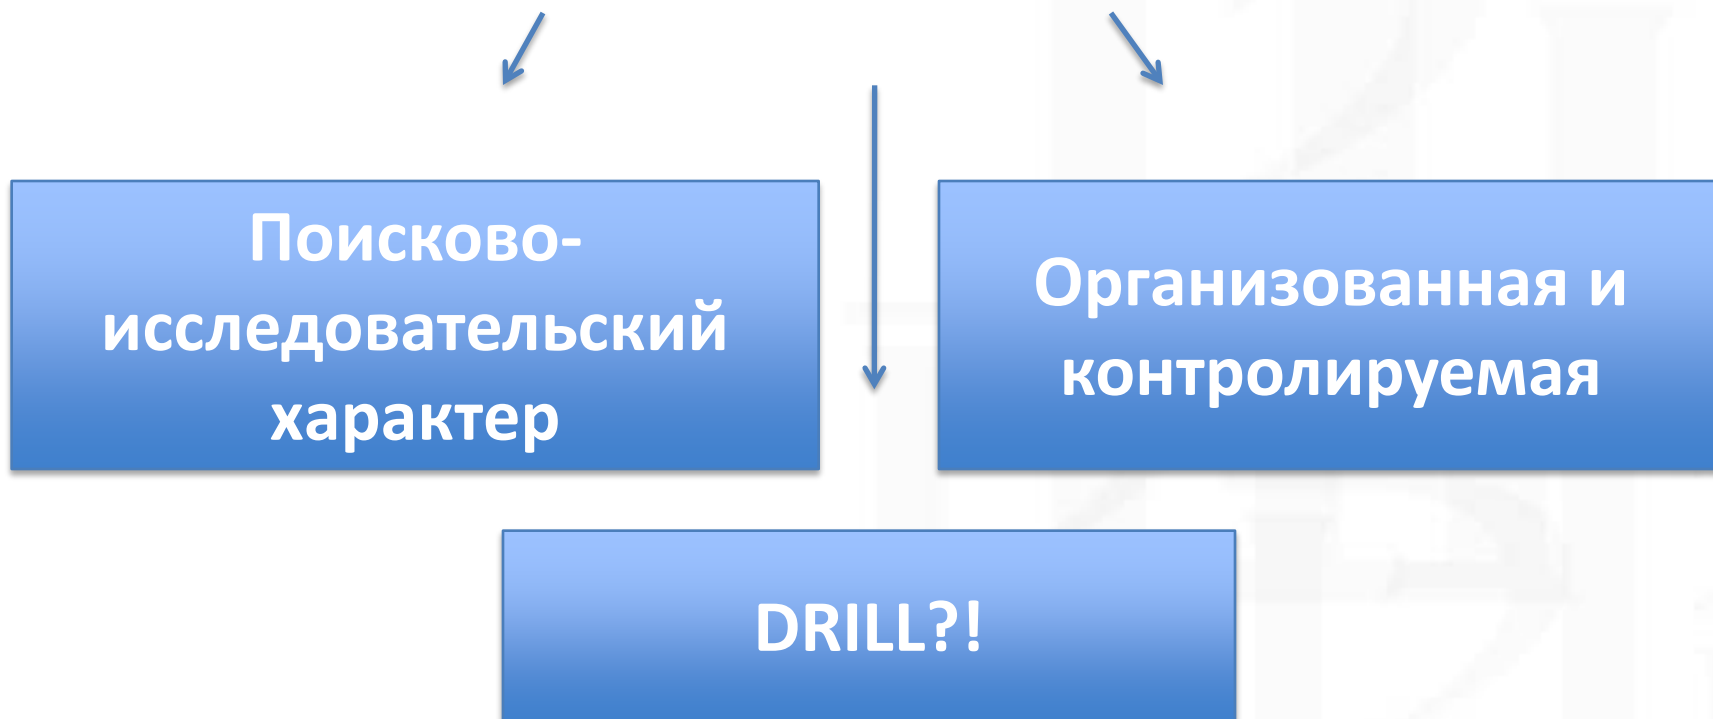 Поисково-
исследовательский
характер
Организованная и
контролируемая
DRILL?!